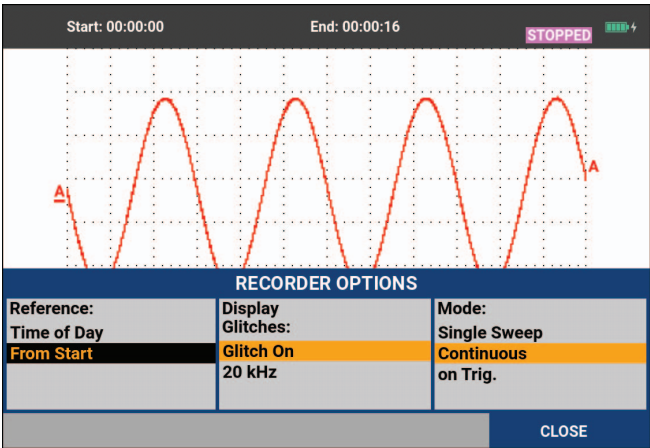 Start: 00:00:00 End: 00:00:16 STOPPED
A
A
RECORDER OPTIONS
Reference:
Time of Day
From Start
Display
Glitches:
Glitch On
20 kHz
Mode:
Single Sweep
Continuous
on Trig.
CLOSE